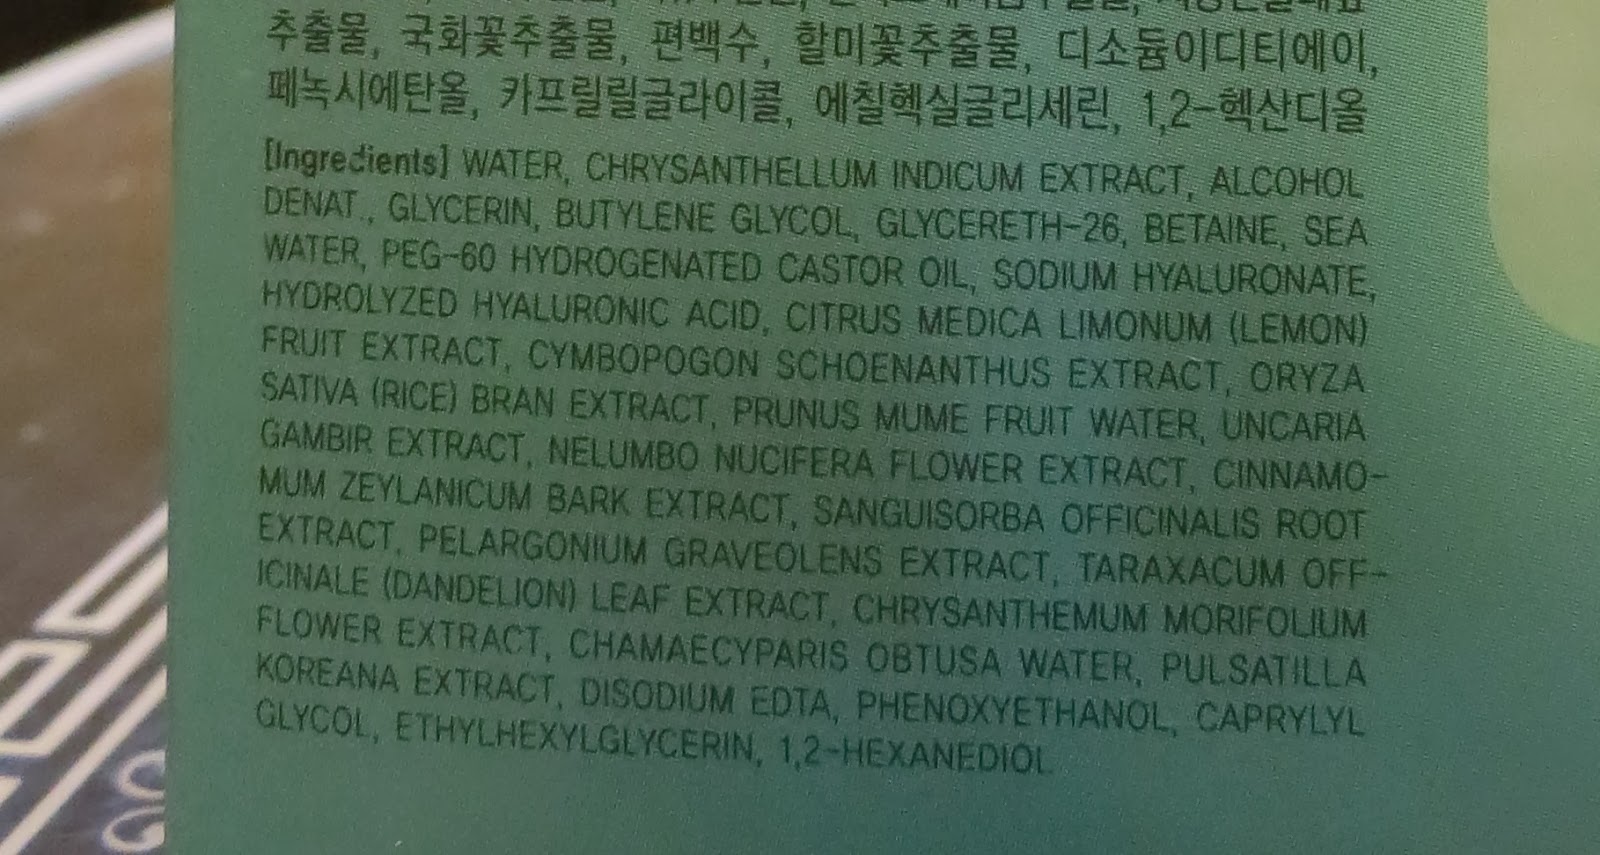 추출물, 국화꽃추출물, 편백수, 할미꽃추출물, 디소듐이디티에이,
페녹시에탄올, 카프릴릴글라이콜, 에칠헥실글리세린, 1,2-헥산디올
[Ingredients] WATER, CHRYSANTHELLUM INDICUM EXTRACT, ALCOHOL
DENAT., GLYCERIN, BUTYLENE GLYCOL, GLYCERETH-26, BETAINE, SEA
WATER, PEG-60 HYDROGENATED CASTOR OIL, SODIUM HYALURONATE,
HYDROLYZED HYALURONIC ACID, CITRUS MEDICA LIMONUM (LEMON)
FRUIT EXTRACT, CYMBOPOGON SCHOENANTHUS EXTRACT, ORYZA
SATIVA (RICE) BRAN EXTRACT, PRUNUS MUME FRUIT WATER, UNCARIA
GAMBIR EXTRACT, NELUMBO NUCIFERA FLOWER EXTRACT, CINNAMO-
MUM ZEYLANICUM BARK EXTRACT, SANGUISORBA OFFICINALIS ROOT
EXTRACT, PELARGONIUM GRAVEOLENS EXTRACT, TARAXACUM OFF-
ICINALE (DANDELION) LEAF EXTRACT, CHRYSANTHEMUM MORIFOLIUM
FLOWER EXTRACT, CHAMAECYPARIS OBTUSA WATER, PULSATILLA
KOREANA EXTRACT, DISODIUM EDTA, PHENOXYETHANOL, CAPRYLYL
GLYCOL, ETHYLHEXYLGLYCERIN, 1,2-HEXANEDIOL